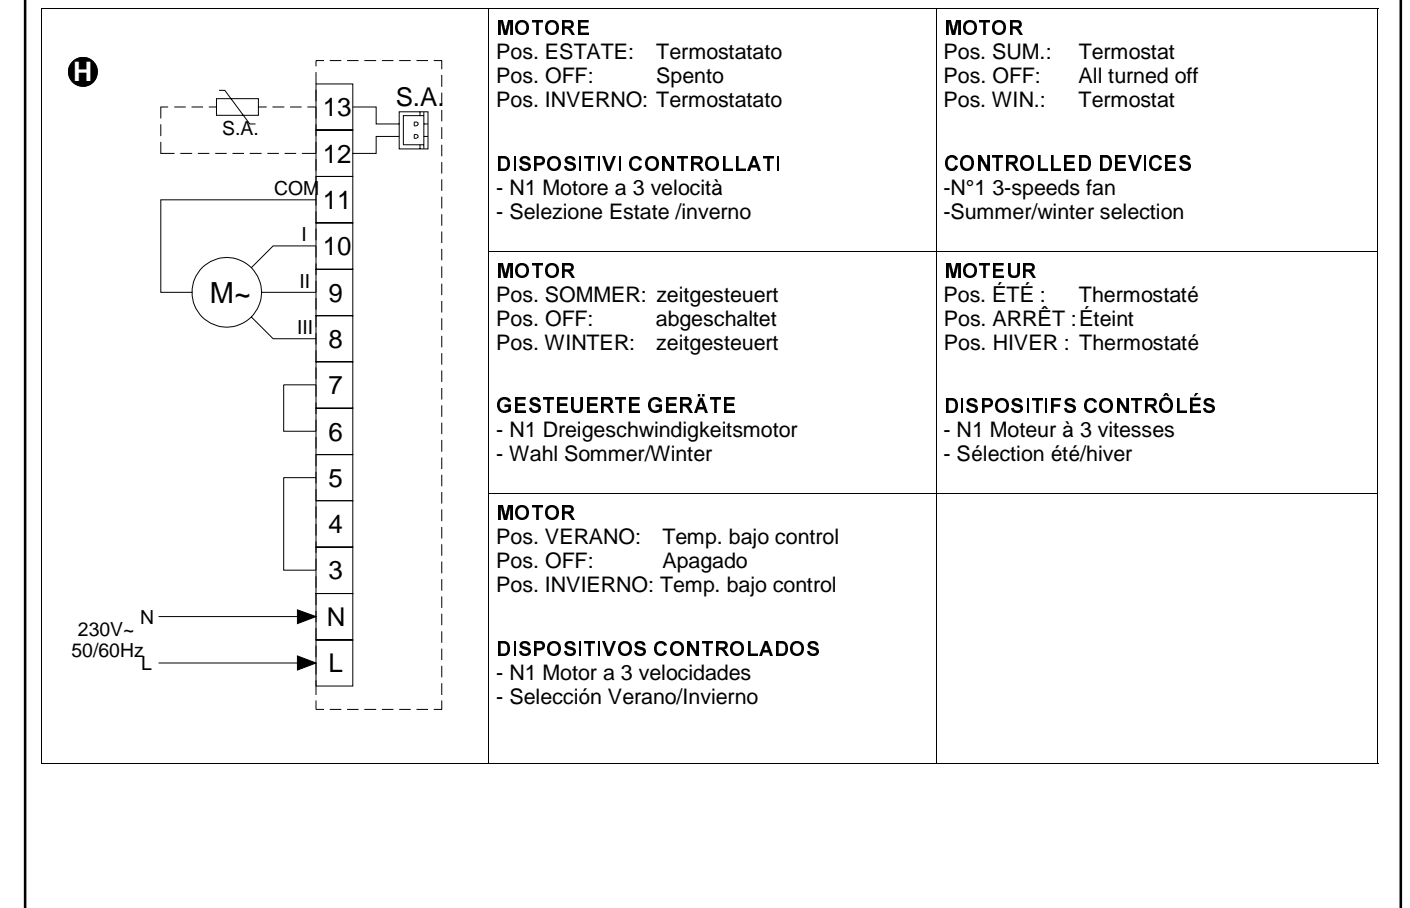 H
S.A.
S.A.
13
12
COM
11
I
10
M~
II
9
III
8
7
6
5
4
3
230V~
50/60Hz
N
N
L
L
MOTORE
Pos. ESTATE: Termostatato
Pos. OFF: Spento
Pos. INVERNO: Termostatato
DISPOSITIVI CONTROLLATI
- N1 Motore a 3 velocità
- Selezione Estate /inverno
MOTOR
Pos. SUM.: Termostat
Pos. OFF: All turned off
Pos. WIN.: Termostat
CONTROLLED DEVICES
-N°1 3-speeds fan
-Summer/winter selection
MOTOR
Pos. SOMMER: zeitgesteuert
Pos. OFF: abgeschaltet
Pos. WINTER: zeitgesteuert
GESTEUERTE GERÄTE
- N1 Dreigeschwindigkeitsmotor
- Wahl Sommer/Winter
MOTEUR
Pos. ÉTÉ : Thermostaté
Pos. ARRÊT : Éteint
Pos. HIVER : Thermostaté
DISPOSITIFS CONTRÔLÉS
- N1 Moteur à 3 vitesses
- Sélection été/hiver
MOTOR
Pos. VERANO: Temp. bajo control
Pos. OFF: Apagado
Pos. INVIERNO: Temp. bajo control
DISPOSITIVOS CONTROLADOS
- N1 Motor a 3 velocidades
- Selección Verano/Invierno